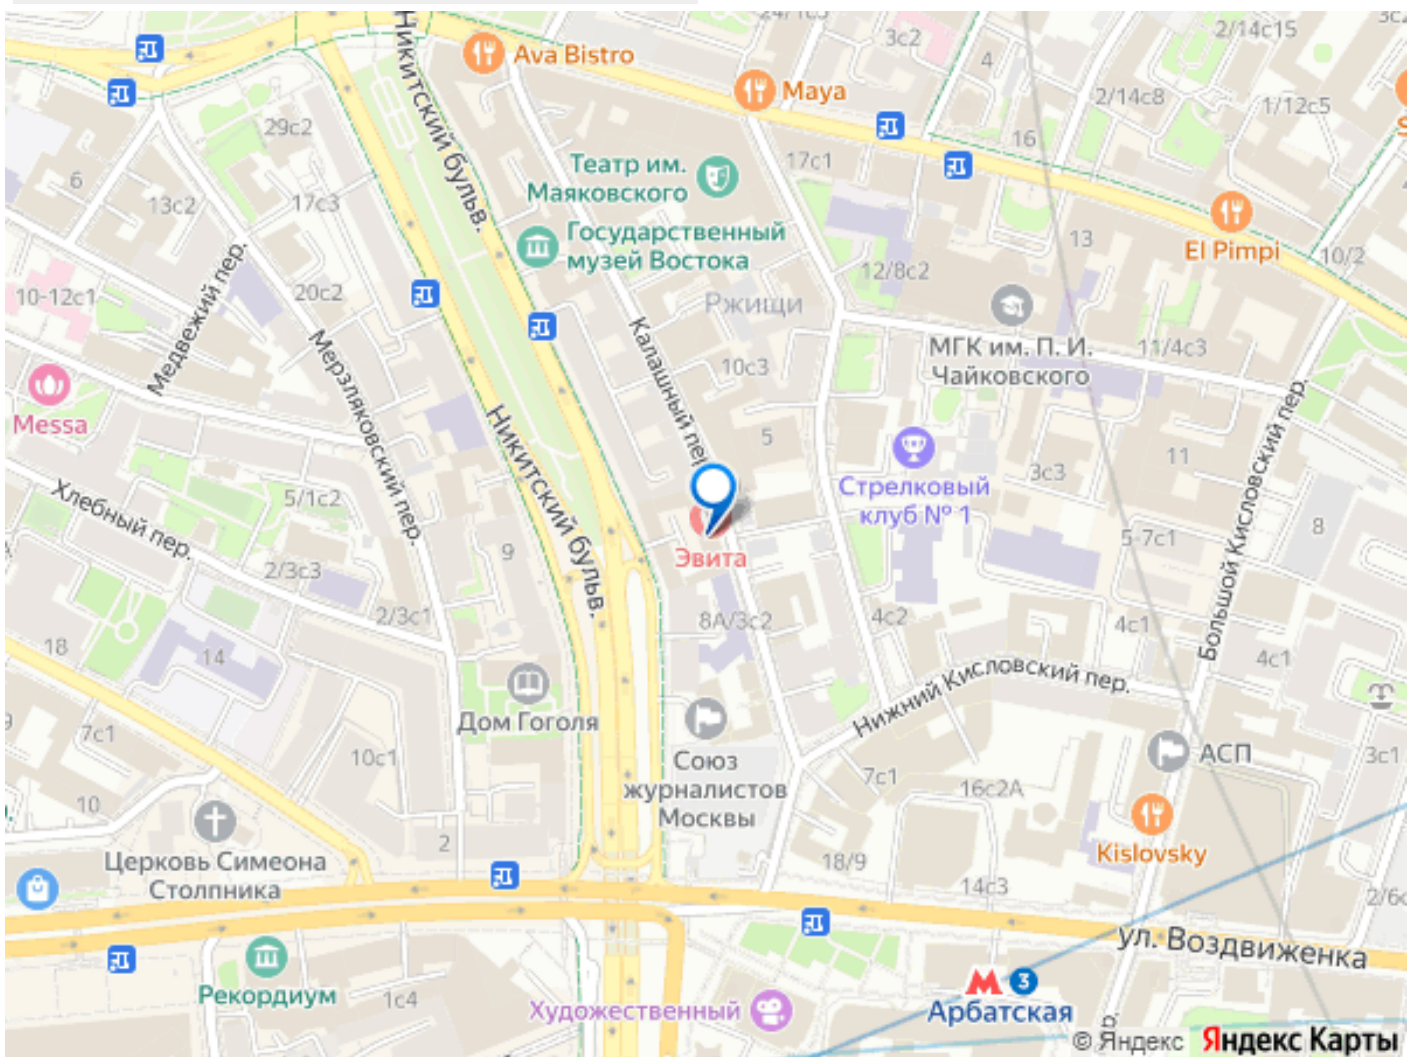 Ava Bistro
24/1с3
3с2
4
2/14с15
3с2
Никитский бульв.
Maya
2/14с8
1/12с5
29с2
16
17с1
Театр им.
Маяковского
6
13с2
17с3
El Pimpi
Государственный
музей Востока
13
10/2
12/8с2
10-12с1
Медвежий пер.
20с2
Ржищи
Мерзляковский пер.
Калашный пер
10с3
МГК им. П. И.
Чайковского
11/4с3
Messa
Никитский бульв.
5
3с3
11
Большой Кисловский пер.
Стрелковый
клуб № 1
5/1с2
Хлебный пер.
8
9
Эвита
5-7с1
2/3с3
2/3с1
8А/3с2
4с2
4с1
18
14
4с1
Нижний Кисловский пер.
Дом Гоголя
9
7с1
10с1
Союз
журналистов
Москвы
7с1
16с2А
АСП
3с1
10
2
Kislovsky
Церковь Симеона
Столпника
18/9
14с3
2/6с
ул. Воздвиженка
Рекордиум
1с4
Художественный
3
Арбатская
© Яндекс Яндекс Карты